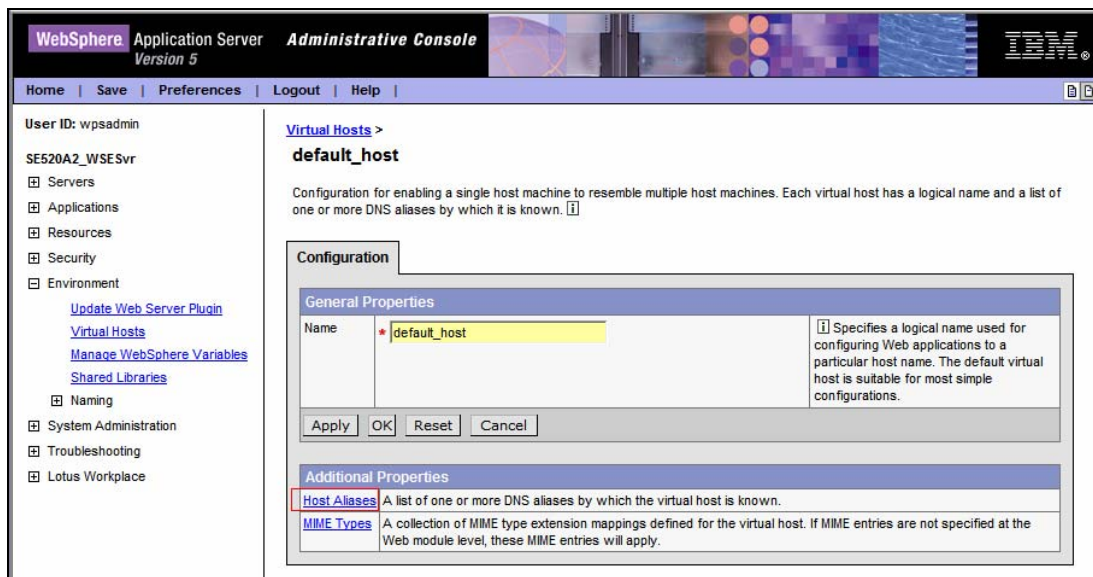 WebSphere. Application Server
Version 5
Administrative Console
IBM®
Home | Save | Preferences | Logout | Help |
User ID: wpsadmin
SE520A2_WSESvr
Servers
Applications
Resources
Security
Environment
Update Web Server Plugin
Virtual Hosts
Manage WebSphere Variables
Shared Libraries
Naming
System Administration
Troubleshooting
Lotus Workplace
Virtual Hosts >
default_host
Configuration for enabling a single host machine to resemble multiple host machines. Each virtual host has a logical name and a list of
one or more DNS aliases by which it is known. i
Configuration
General Properties
Name
* default_host
i Specifies a logical name used for
configuring Web applications to a
particular host name. The default virtual
host is suitable for most simple
configurations.
Apply OK Reset Cancel
Additional Properties
Host Aliases A list of one or more DNS aliases by which the virtual host is known.
MIME Types A collection of MIME type extension mappings defined for the virtual host. If MIME entries are not specified at the
Web module level, these MIME entries will apply.